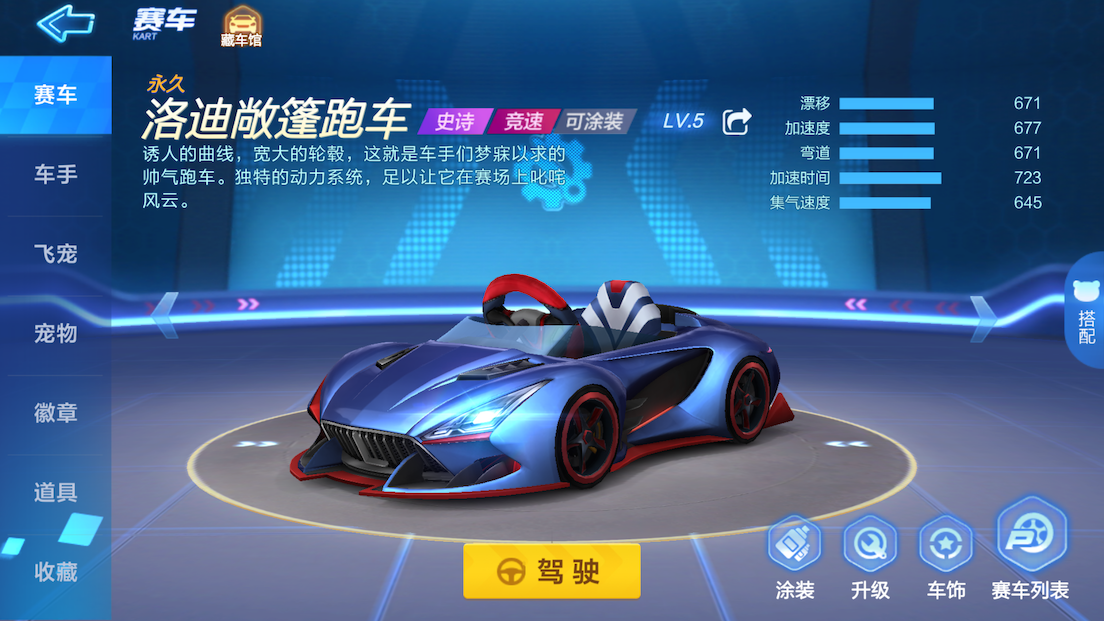 赛车
KART
藏车馆
赛车
车手
飞宠
宠物
徽章
道具
收藏
永久
洛迪敞篷跑车
史诗
竞速
可涂装
LV.5
诱人的曲线，宽大的轮毂，这就是车手们梦寐以求的
帅气跑车。独特的动力系统，足以让它在赛场上叱咤
风云。
漂移 671
加速度 677
弯道 671
加速时间 723
集气速度 645
搭配
驾驶
涂装
升级
车饰
赛车列表